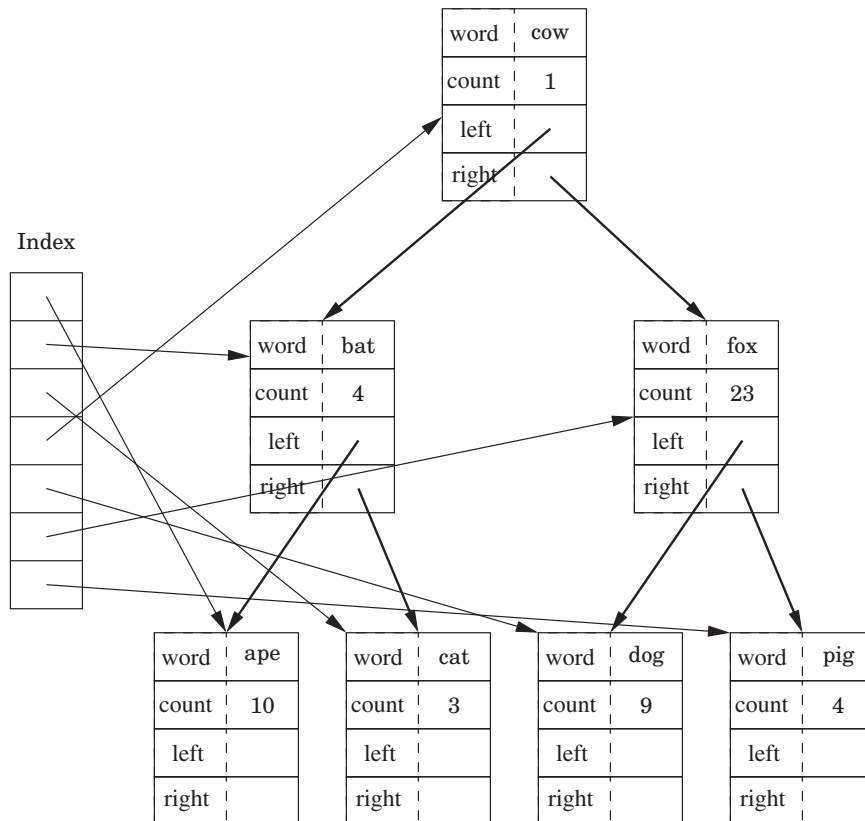 word cow
count 1
left
right
Index
word bat
count 4
left
right
word fox
count 23
left
right
word ape
count 10
left
right
word cat
count 3
left
right
word dog
count 9
left
right
word pig
count 4
left
right